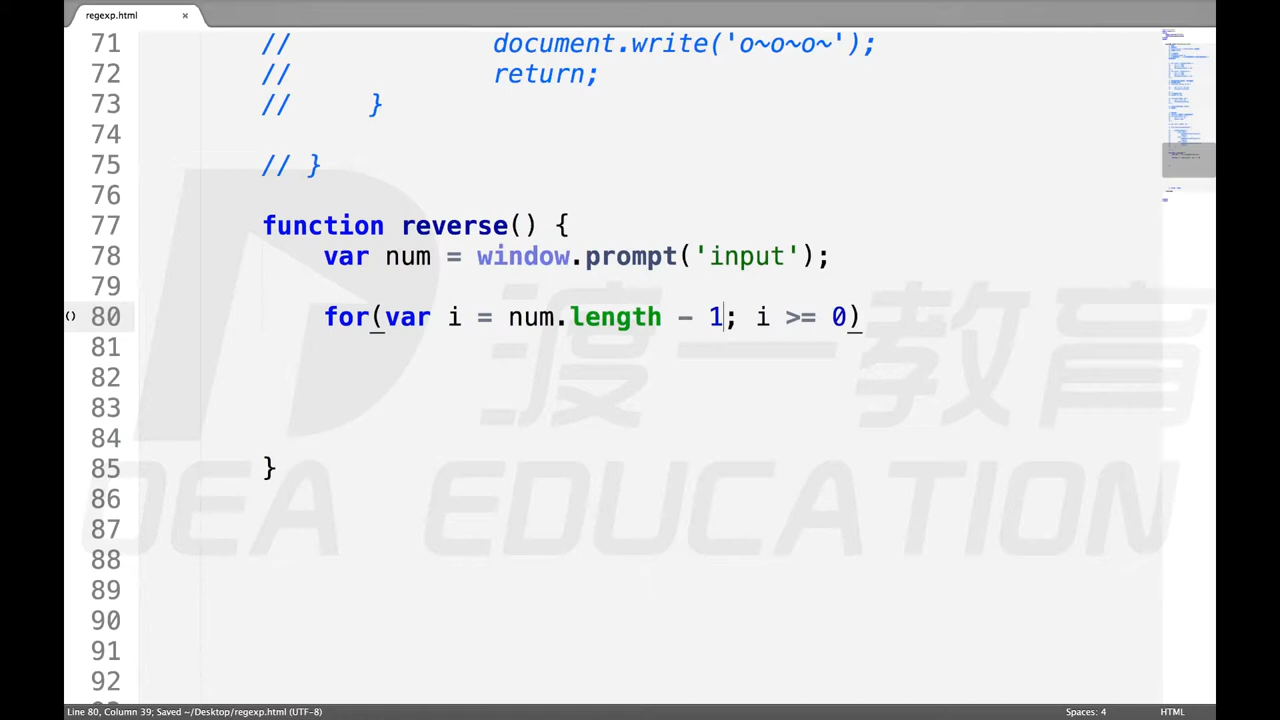 regexp.html ×
71 // document.write('o~o~o~');
72 // return;
73 // }
74
75 // }
76
77 function reverse() {
78 var num = window.prompt('input');
79
() 80 for(var i = num.length - 1; i >= 0)
81
82
83
84
85 }
86
87
88
89
90
91
92
渡一教育
DEA EDUCATION
Line 80, Column 39; Saved ~/Desktop/regexp.html (UTF-8) Spaces: 4 HTML